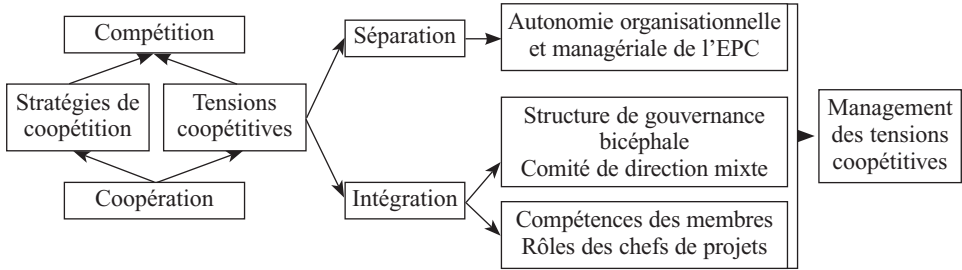 Compétition
Stratégies de
coopétition
Tensions
coopétitives
Coopération
Séparation
Intégration
Autonomie organisationnelle
et managériale de l'EPC
Structure de gouvernance
bicéphale
Comité de direction mixte
Compétences des membres
Rôles des chefs de projets
Management
des tensions
coopétitives